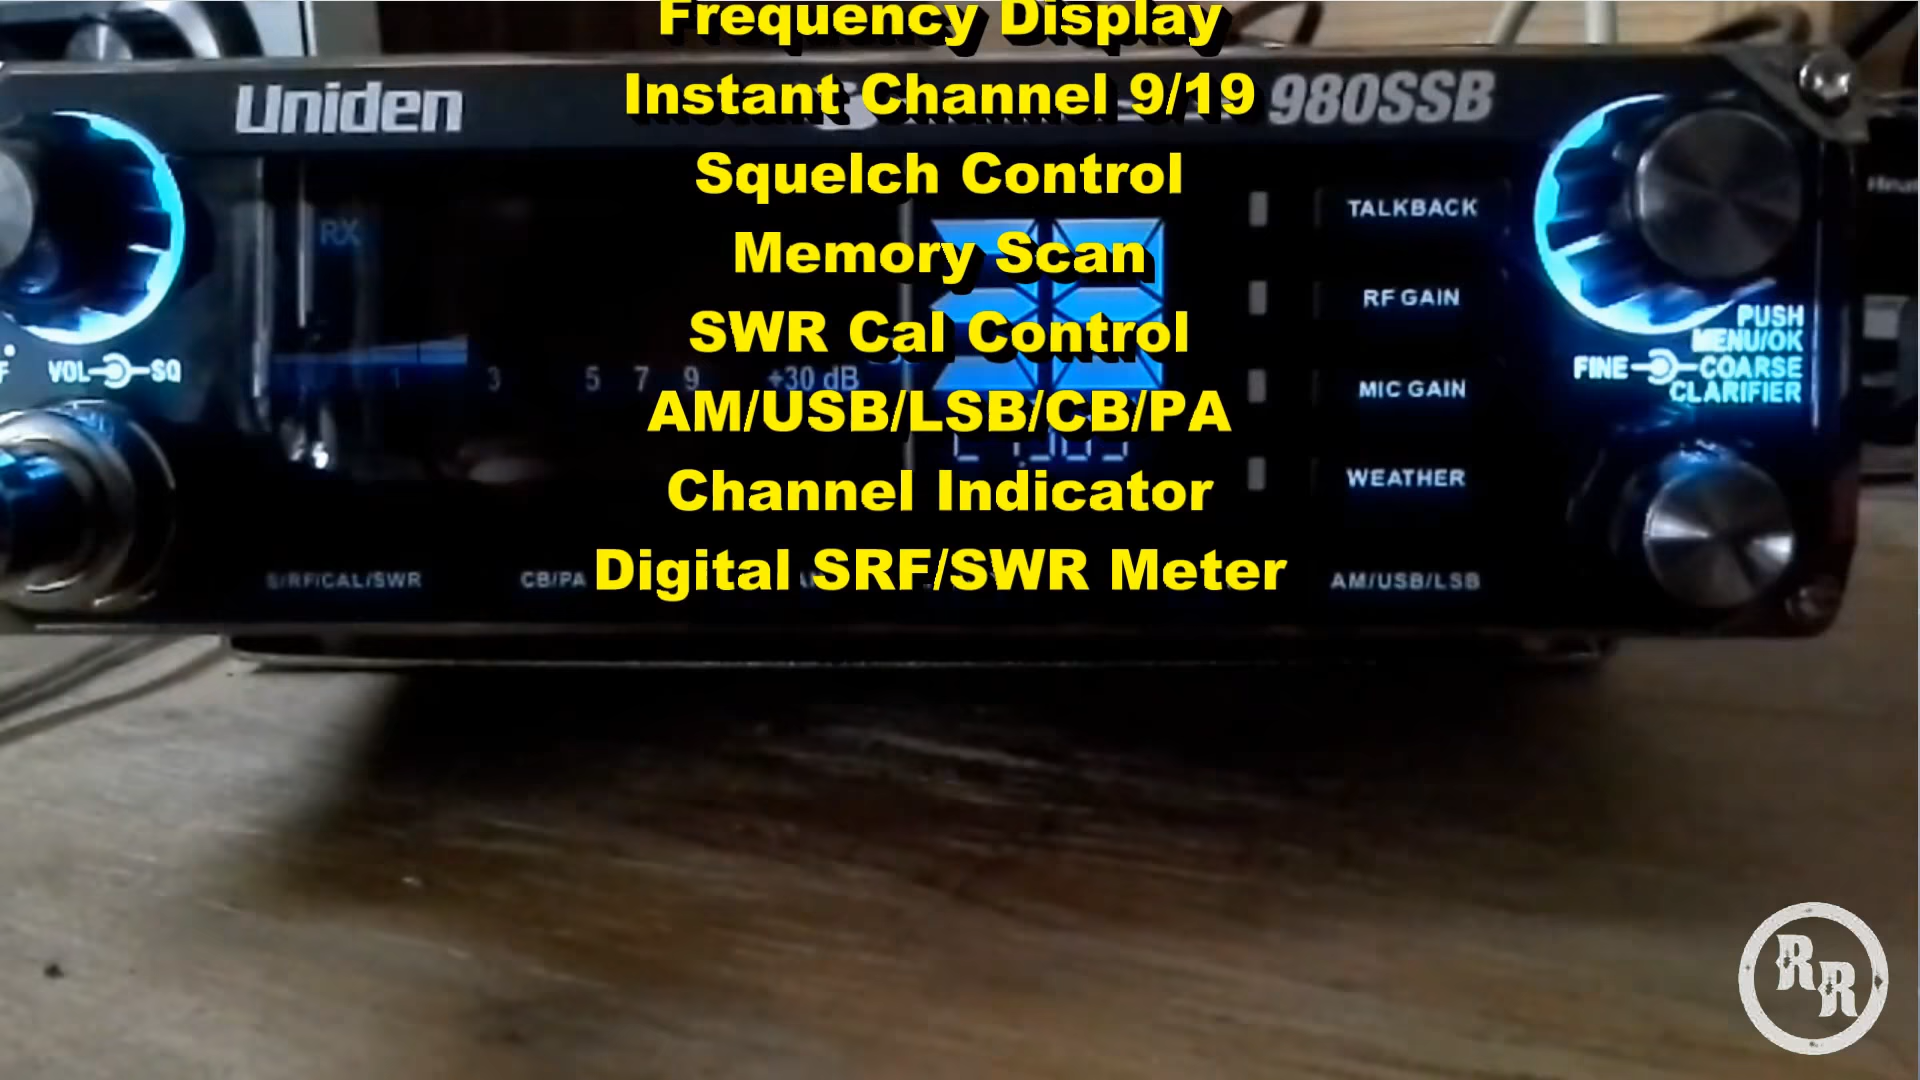 Frequency Display
Instant Channel 9/19
Uniden
980SSB
Squelch Control
TALKBACK
RX
Memory Scan
RF GAIN
PUSH
MENU/OK
SWR Cal Control
VOL SQ
FINE COARSE
CLARIFIER
1 3 5 7 9 +30 dB
MIC GAIN
AM/USB/LSB/CB/PA
WEATHER
Channel Indicator
Digital SRF/SWR Meter
S/RF/CAL/SWR
CB/PA
AM/USB/LSB
RR